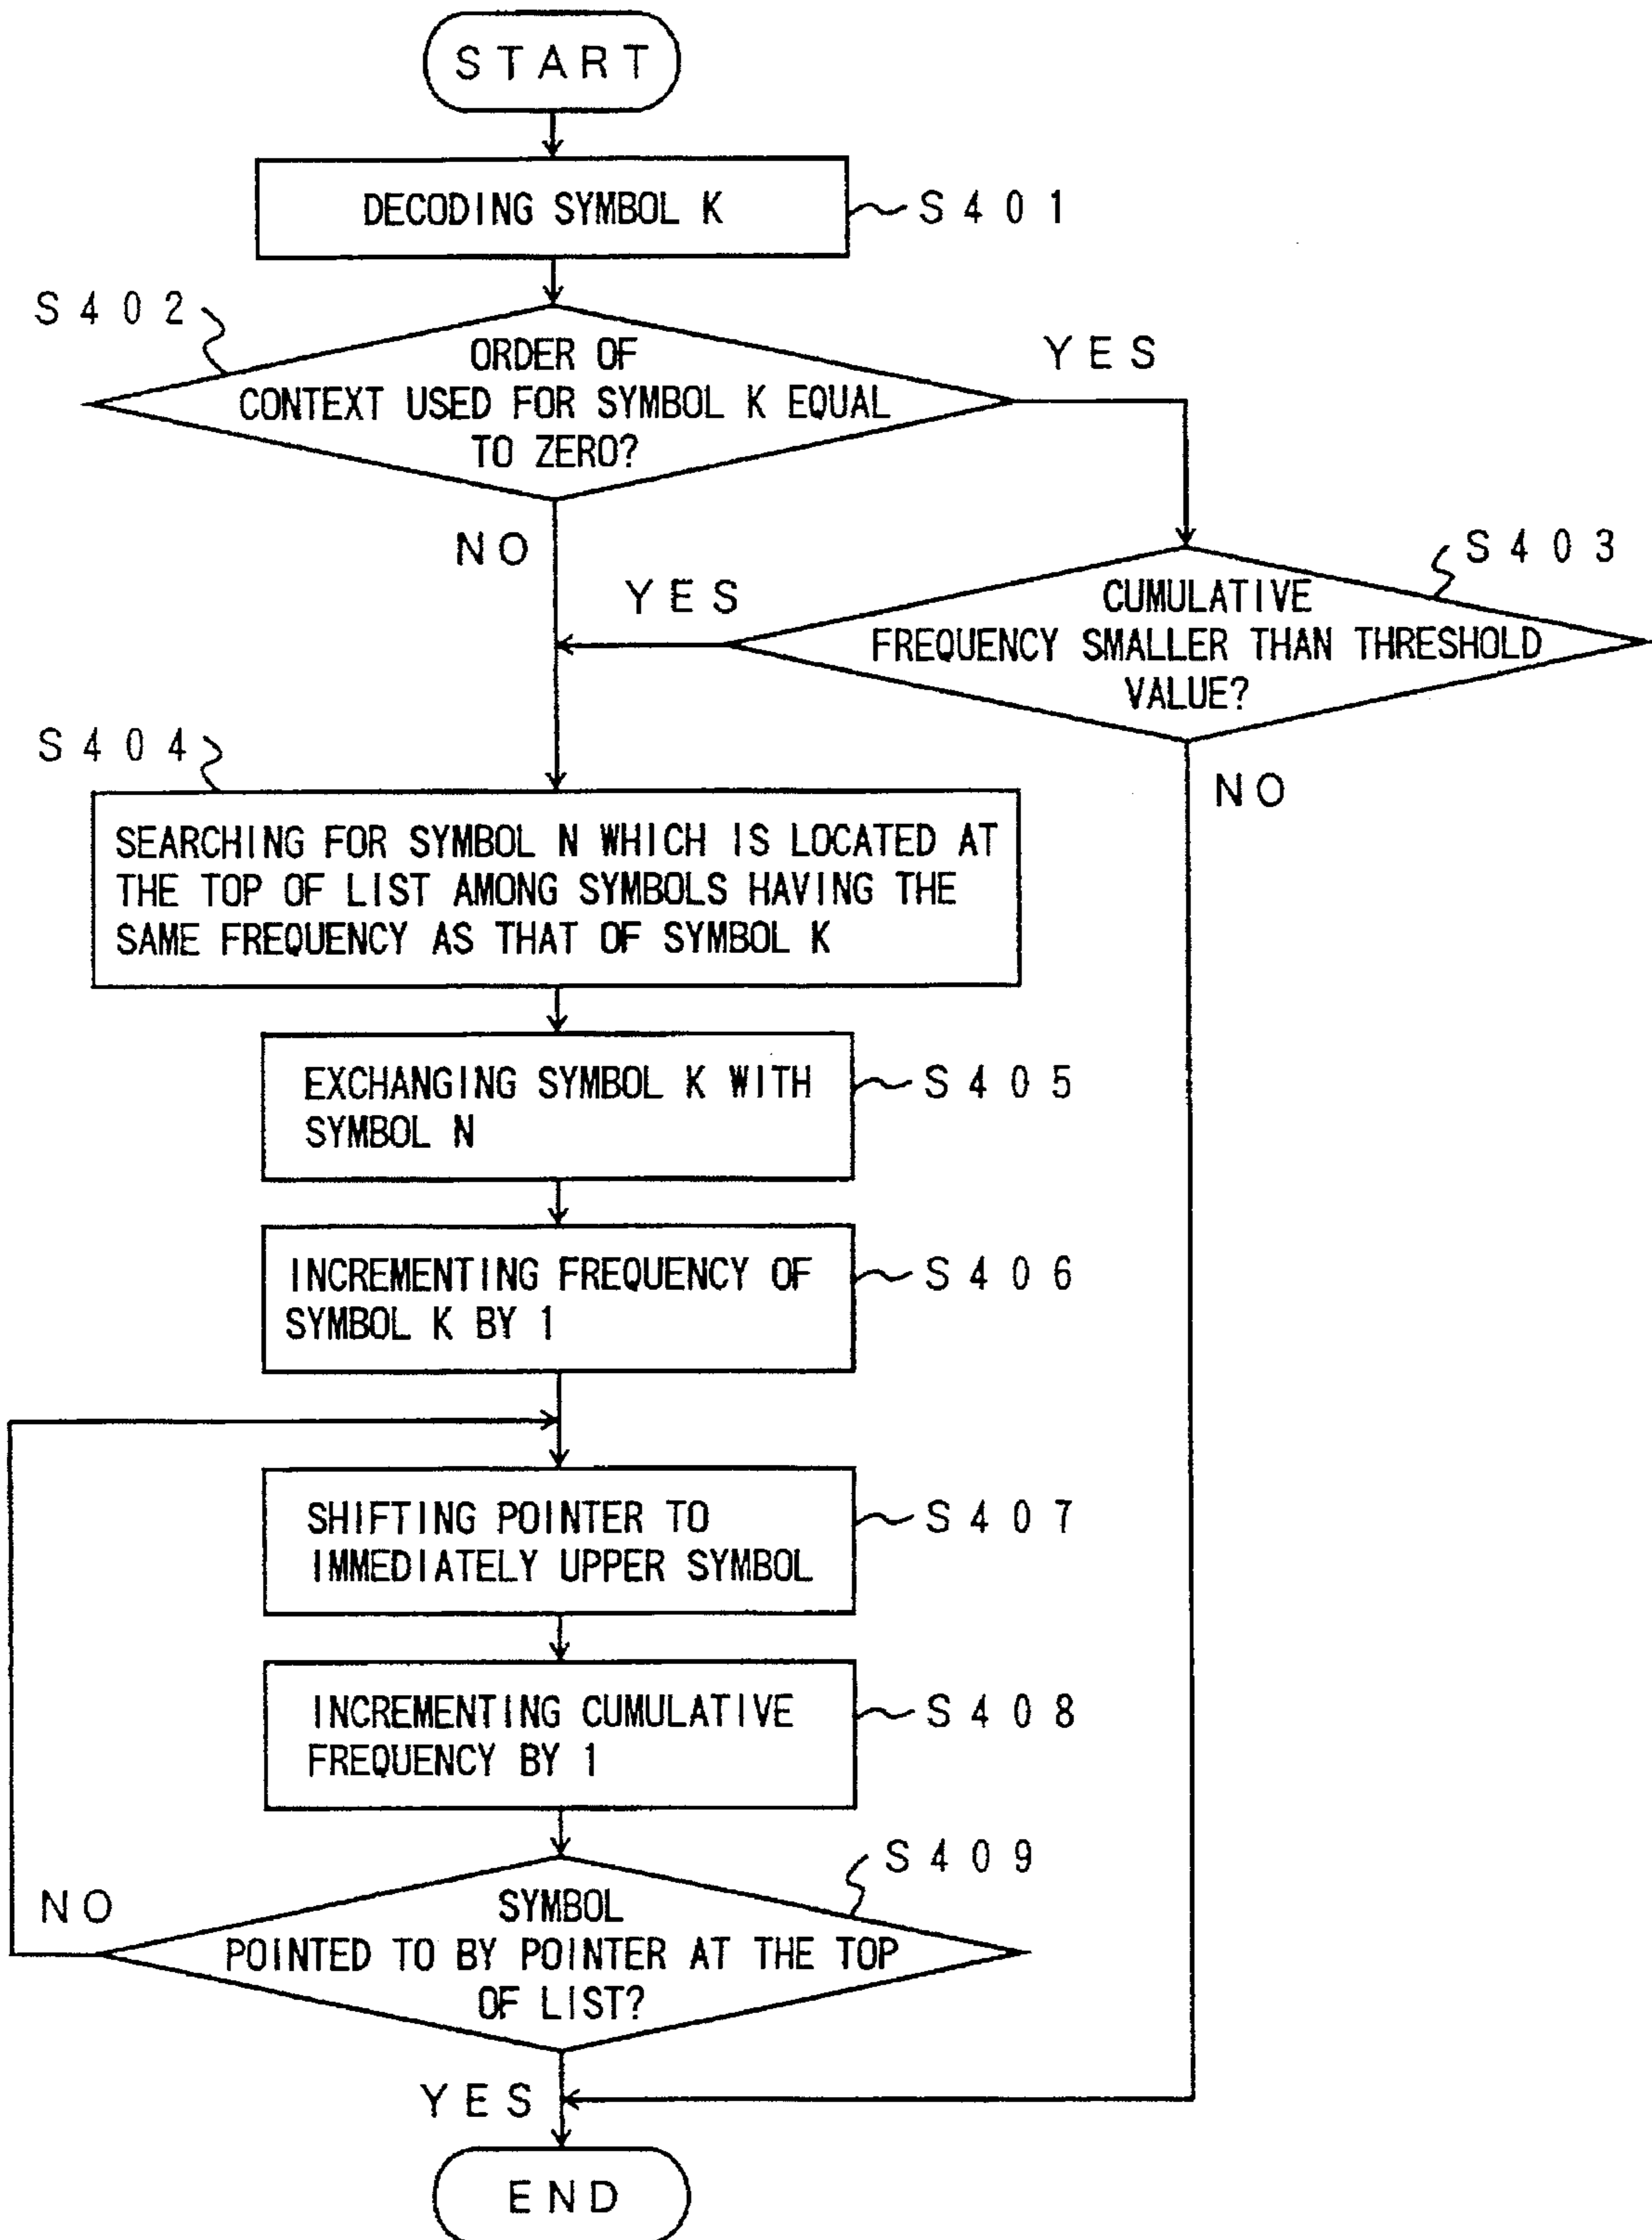 START
DECODING SYMBOL K
S401
S402
ORDER OF
CONTEXT USED FOR SYMBOL K EQUAL
TO ZERO?
YES
NO
S403
CUMULATIVE
FREQUENCY SMALLER THAN THRESHOLD
VALUE?
YES
NO
S404
SEARCHING FOR SYMBOL N WHICH IS LOCATED AT
THE TOP OF LIST AMONG SYMBOLS HAVING THE
SAME FREQUENCY AS THAT OF SYMBOL K
EXCHANGING SYMBOL K WITH
SYMBOL N
S405
INCREMENTING FREQUENCY OF
SYMBOL K BY 1
S406
SHIFTING POINTER TO
IMMEDIATELY UPPER SYMBOL
S407
INCREMENTING CUMULATIVE
FREQUENCY BY 1
S408
S409
SYMBOL
POINTED TO BY POINTER AT THE TOP
OF LIST?
NO
YES
END